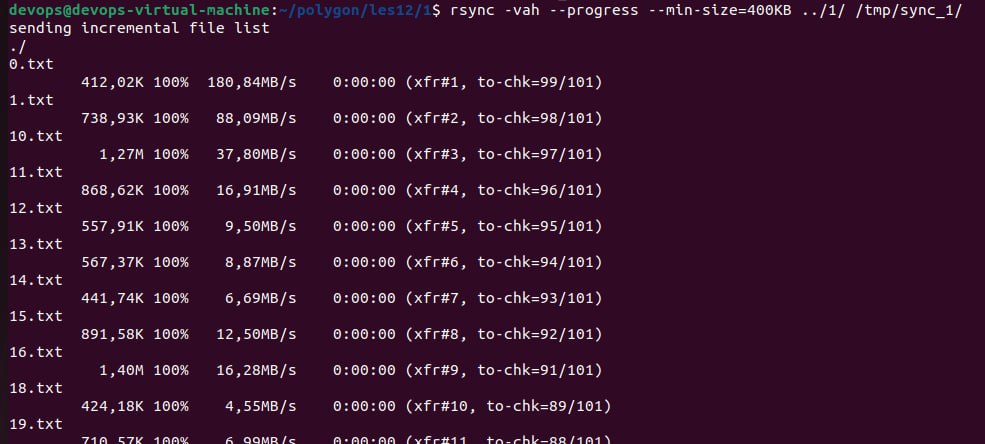 devops@devops-virtual-machine:~/polygon/les12/1$ rsync -vah --progress --min-size=400KB ../1/ /tmp/sync_1/
sending incremental file list
./
0.txt
412,02K 100%  180,84MB/s    0:00:00 (xfr#1, to-chk=99/101)
1.txt
738,93K 100%   88,09MB/s    0:00:00 (xfr#2, to-chk=98/101)
10.txt
1,27M 100%   37,80MB/s    0:00:00 (xfr#3, to-chk=97/101)
11.txt
868,62K 100%   16,91MB/s    0:00:00 (xfr#4, to-chk=96/101)
12.txt
557,91K 100%    9,50MB/s    0:00:00 (xfr#5, to-chk=95/101)
13.txt
567,37K 100%    8,87MB/s    0:00:00 (xfr#6, to-chk=94/101)
14.txt
441,74K 100%    6,69MB/s    0:00:00 (xfr#7, to-chk=93/101)
15.txt
891,58K 100%   12,50MB/s    0:00:00 (xfr#8, to-chk=92/101)
16.txt
1,40M 100%   16,28MB/s    0:00:00 (xfr#9, to-chk=91/101)
18.txt
424,18K 100%    4,55MB/s    0:00:00 (xfr#10, to-chk=89/101)
19.txt
710,57K 100%    6,99MB/s    0:00:00 (xfr#11, to-chk=88/101)